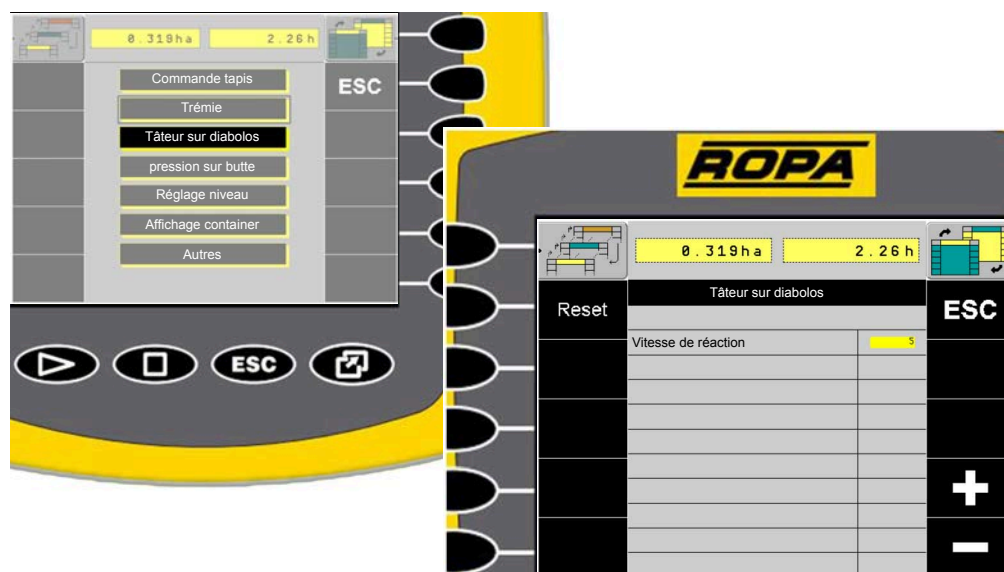 0.319ha 2.26h
Commande tapis
ESC
Trémie
Tâteur sur diabolos
pression sur butte
Réglage niveau
Affichage container
Autres
ESC
ROPA
0.319ha 2.26h
Tâteur sur diabolos
Reset
ESC
Vitesse de réaction 5
+
-